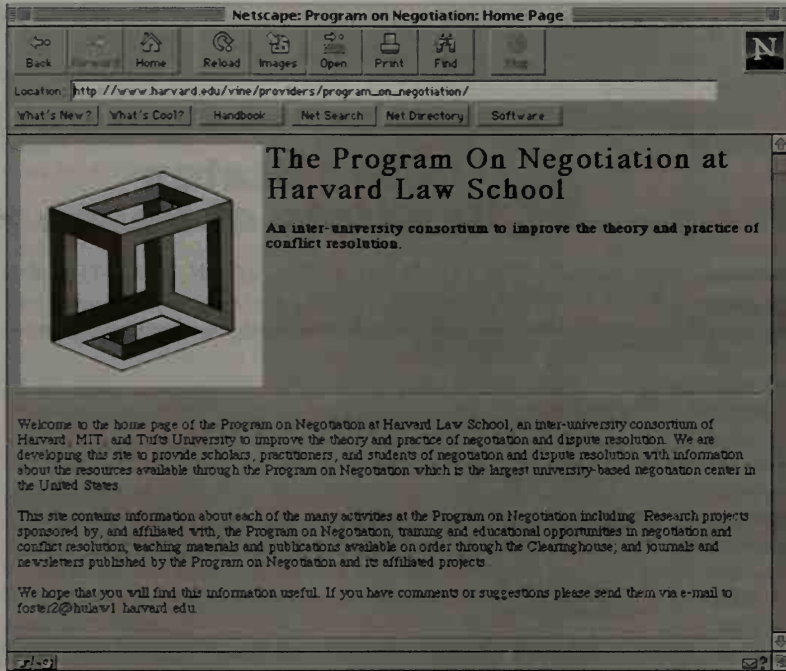 Netscape: Program on Negotiation: Home Page
Back Forward Home Reload Images Open Print Find Stop
N
Location: http://www.harvard.edu/vine/providers/program_on_negotiation/
What's New? What's Cool? Handbook Net Search Net Directory Software
The Program On Negotiation at
Harvard Law School
An inter-university consortium to improve the theory and practice of
conflict resolution.
Welcome to the home page of the Program on Negotiation at Harvard Law School, an inter-university consortium of
Harvard, MIT, and Tufts University to improve the theory and practice of negotiation and dispute resolution. We are
developing this site to provide scholars, practitioners, and students of negotiation and dispute resolution with information
about the resources available through the Program on Negotiation which is the largest university-based negotiation center in
the United States.
This site contains information about each of the many activities at the Program on Negotiation including: Research projects
sponsored by, and affiliated with, the Program on Negotiation, training and educational opportunities in negotiation and
conflict resolution; teaching materials and publications available on order through the Clearinghouse; and journals and
newsletters published by the Program on Negotiation and its affiliated projects.
We hope that you will find this information useful. If you have comments or suggestions please send them via e-mail to
foster2@hulaw1.harvard.edu
?